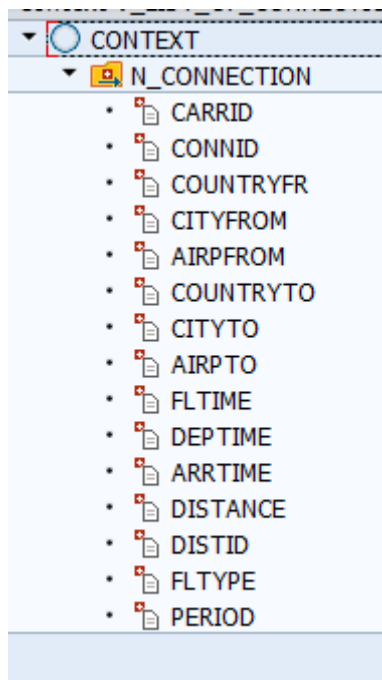 CONTEXT
N_CONNECTION
CARRID
CONNID
COUNTRYFR
CITYFROM
AIRPFROM
COUNTRYTO
CITYTO
AIRPTO
FLTIME
DEPTIME
ARRTIME
DISTANCE
DISTID
FLTYPE
PERIOD